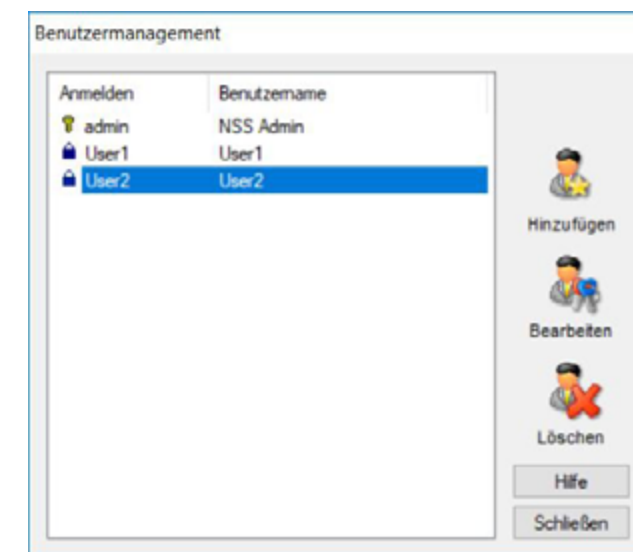 Benutzermanagement
Anmelden Benutzername
admin NSS Admin
User1 User1
User2 User2
Hinzufügen
Bearbeiten
Löschen
Hilfe
Schließen